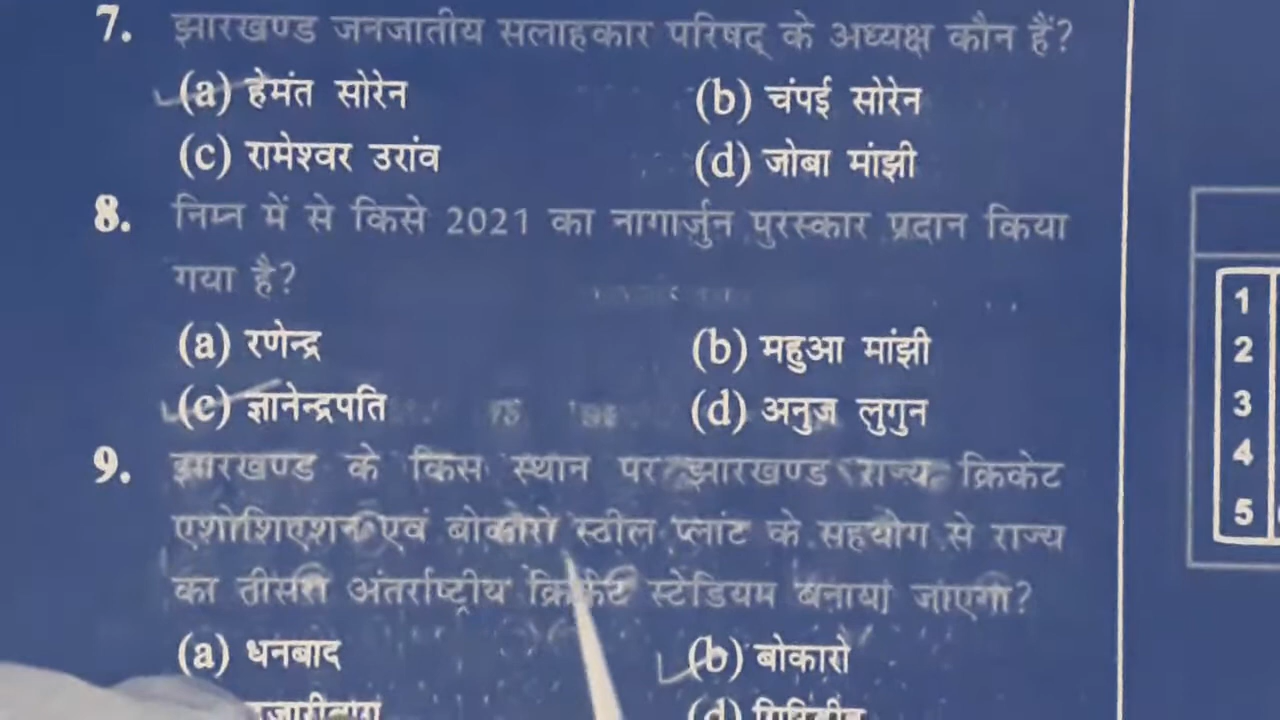 7. झारखण्ड जनजातीय सलाहकार परिषद् के अध्यक्ष कौन हैं?
(a) हेमंत सोरेन (b) चंपई सोरेन
(c) रामेश्वर उरांव (d) जोबा मांझी
8. निम्न में से किसे 2021 का नागार्जुन पुरस्कार प्रदान किया
गया है?
(a) रणेन्द्र (b) महुआ मांझी
(c) ज्ञानेन्द्रपति (d) अनुज लुगुन
9. झारखण्ड के किस स्थान पर झारखण्ड राज्य क्रिकेट
एशोशिएशन एवं बोकारो स्टील प्लांट के सहयोग से राज्य
का तीसरा अंतर्राष्ट्रीय क्रिकेट स्टेडियम बनाया जाएगा?
(a) धनबाद (b) बोकारो
(d)
1
2
3
4
5